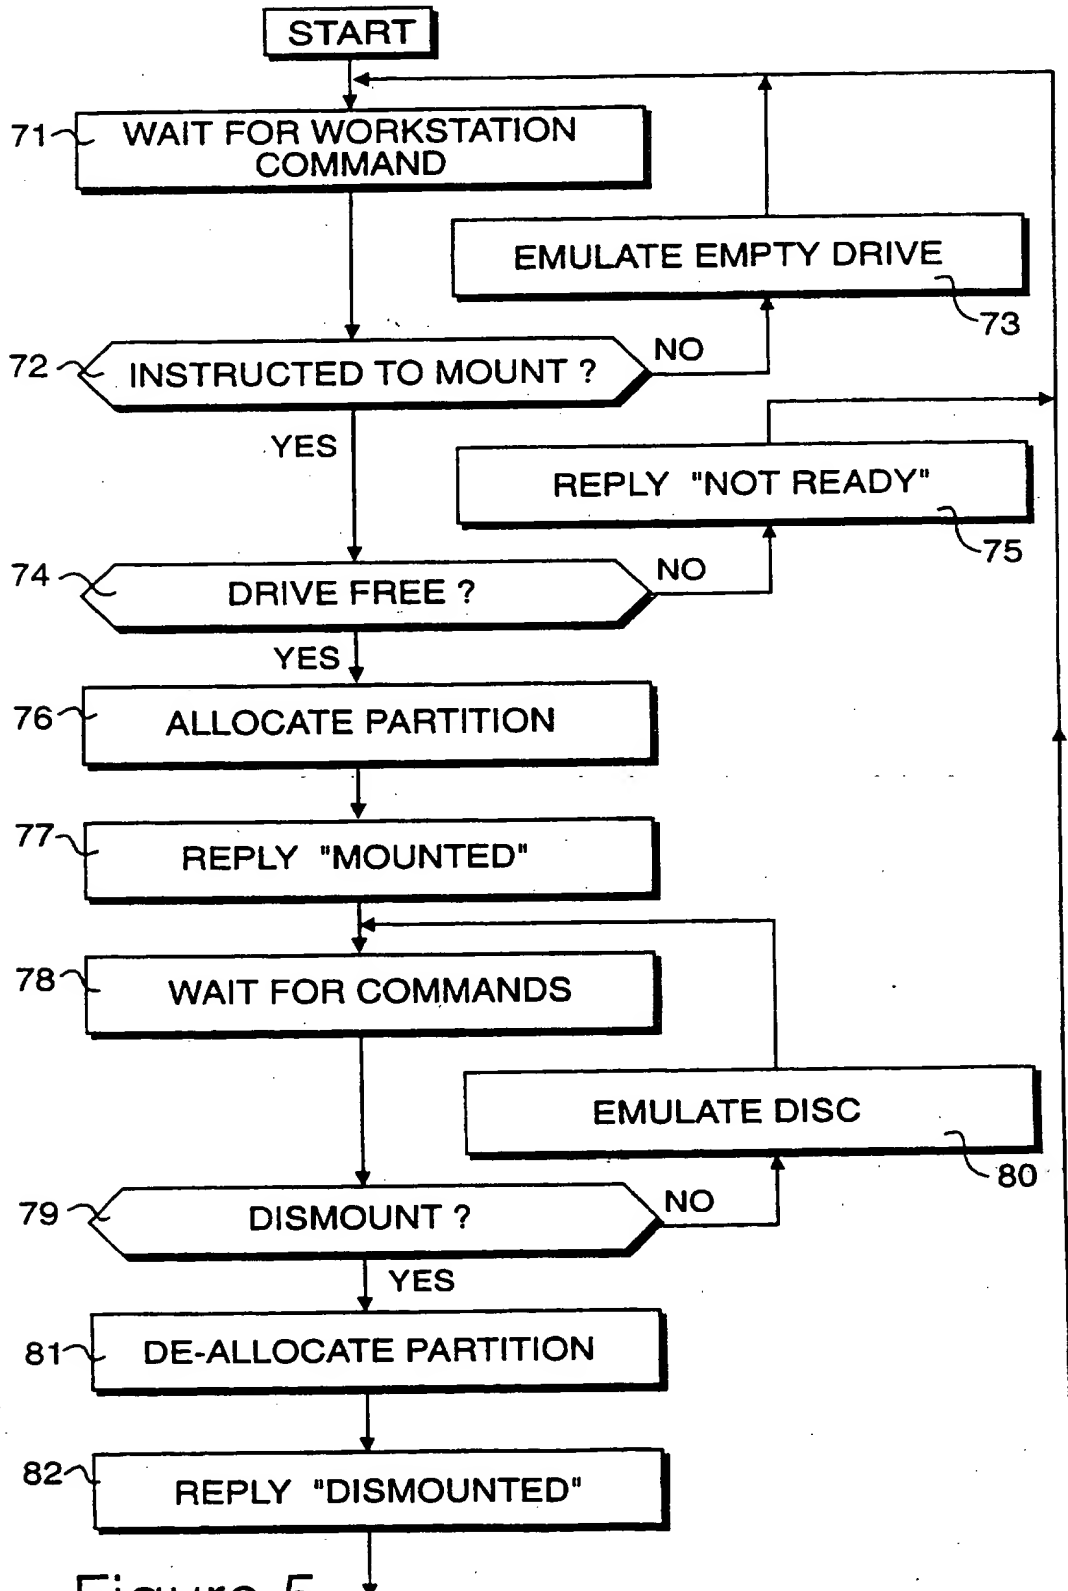 START
71
WAIT FOR WORKSTATION
COMMAND
EMULATE EMPTY DRIVE
73
72
INSTRUCTED TO MOUNT ?
NO
YES
REPLY "NOT READY"
75
74
DRIVE FREE ?
NO
YES
76
ALLOCATE PARTITION
77
REPLY "MOUNTED"
78
WAIT FOR COMMANDS
EMULATE DISC
80
79
DISMOUNT ?
NO
YES
81
DE-ALLOCATE PARTITION
82
REPLY "DISMOUNTED"
Figure 5